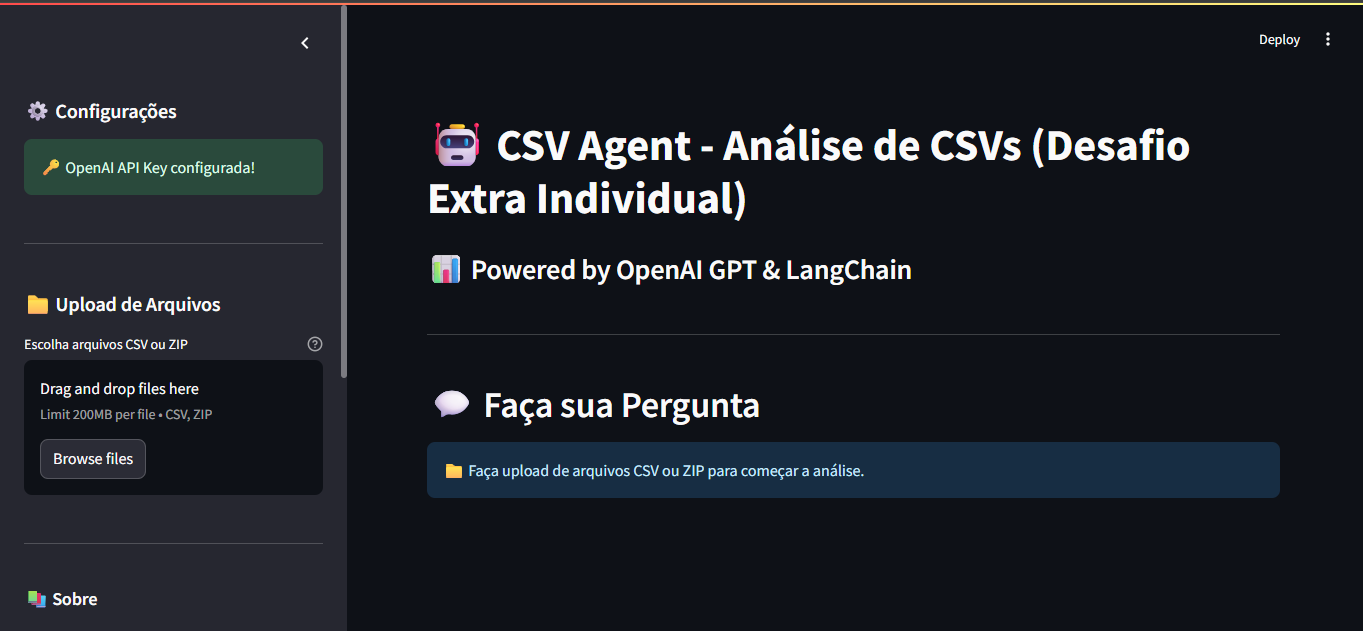 Deploy
Configurações
OpenAI API Key configurada!
Upload de Arquivos
Escolha arquivos CSV ou ZIP
Drag and drop files here
Limit 200MB per file • CSV, ZIP
Browse files
Sobre
CSV Agent - Análise de CSVs (Desafio
Extra Individual)
Powered by OpenAI GPT & LangChain
Faça sua Pergunta
Faça upload de arquivos CSV ou ZIP para começar a análise.